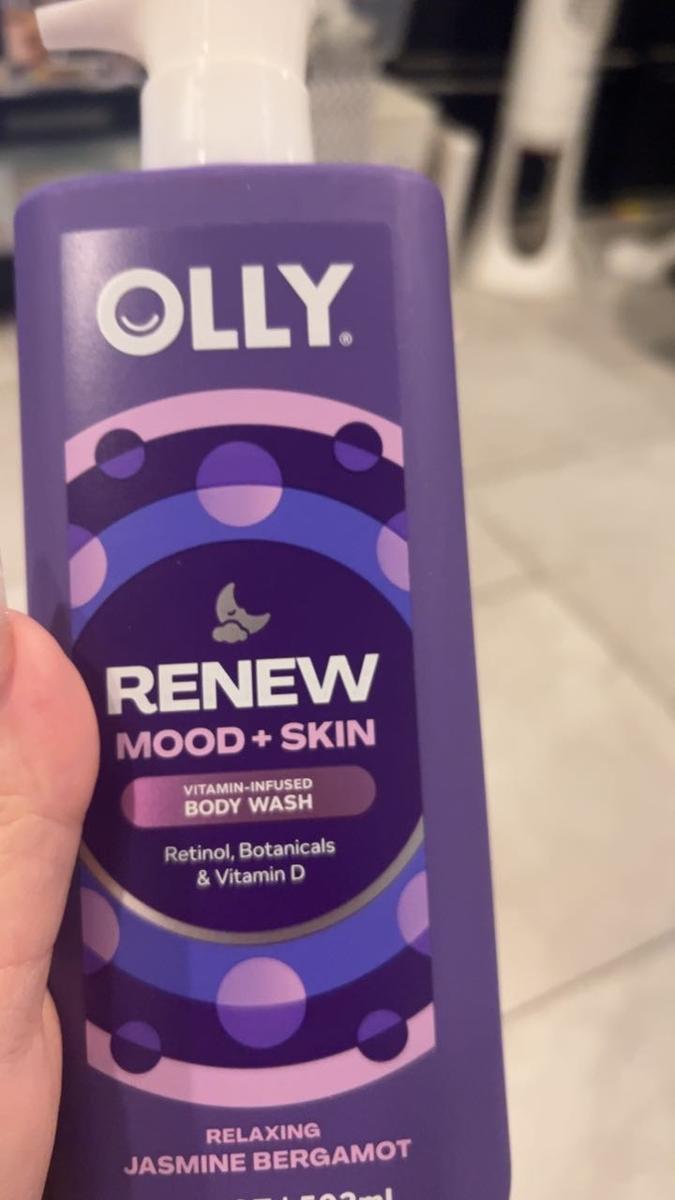 OLLY®
RENEW
MOOD + SKIN
VITAMIN-INFUSED
BODY WASH
Retinol, Botanicals
& Vitamin D
RELAXING
JASMINE BERGAMOT